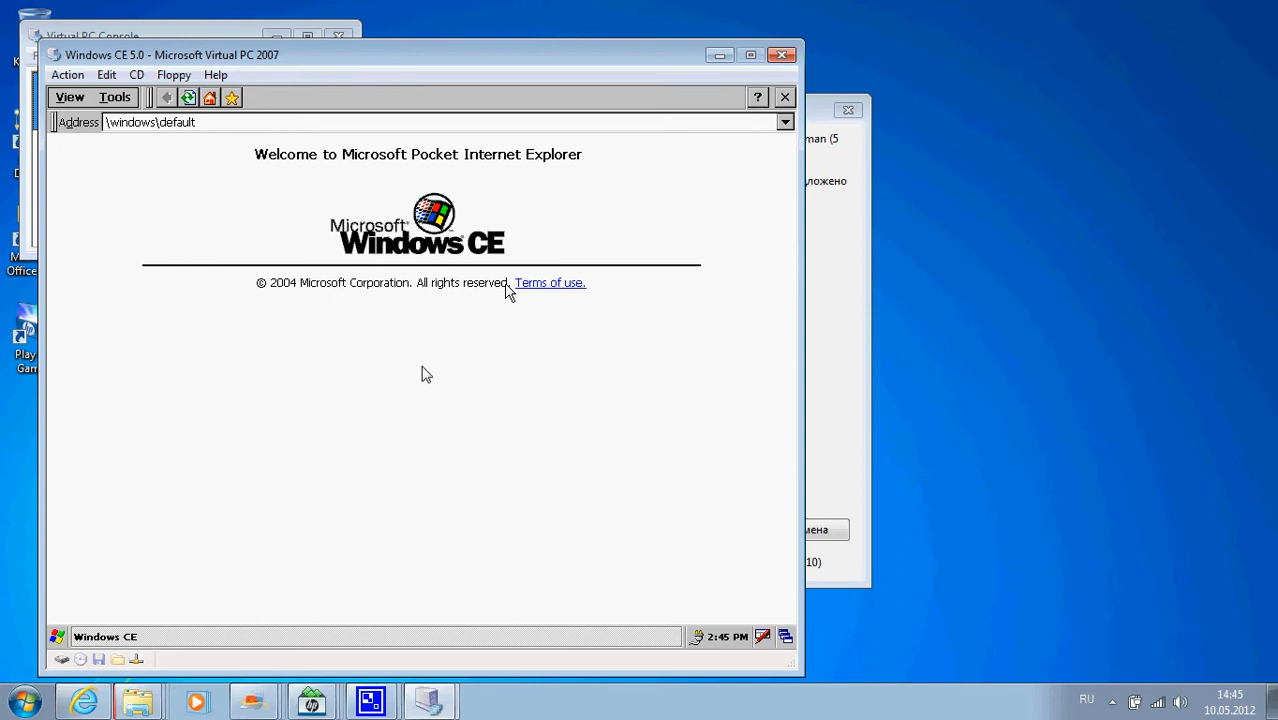 Virtual PC Console
Windows CE 5.0 - Microsoft Virtual PC 2007
Action Edit CD Floppy Help
View Tools
?
Address \windows\default
man (5
Welcome to Microsoft Pocket Internet Explorer
ложено
Microsoft
Windows CE
© 2004 Microsoft Corporation. All rights reserved. Terms of use.
Office
Play
Gam
мена
10)
Windows CE
2:45 PM
hp
RU
14:45
10.05.2012